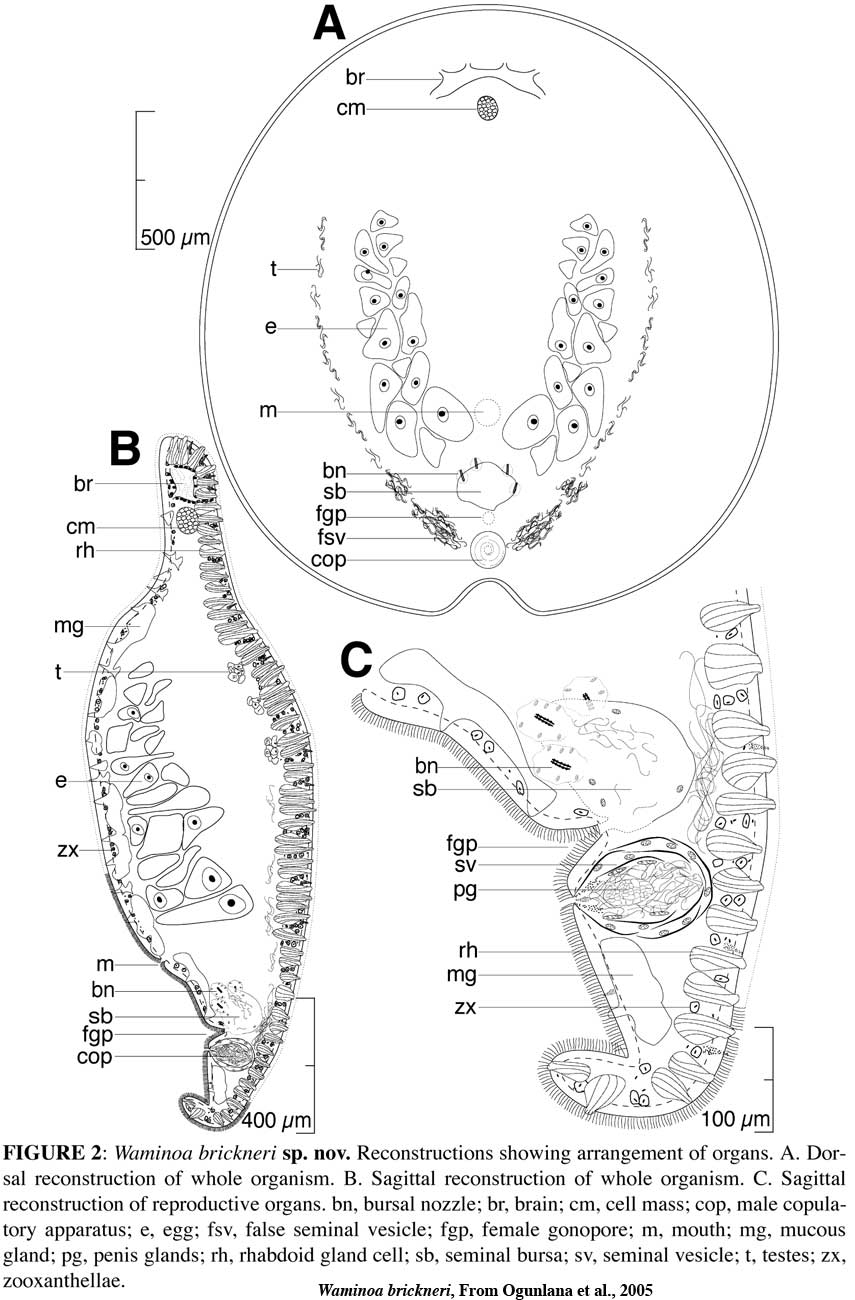 A
br
cm
500 µm
t
e
m
bn
sb
fgp
fsv
cop
B
br
cm
rh
mg
t
e
zx
m
bn
sb
fgp
cop
400 µm
C
bn
sb
fgp
sv
pg
rh
mg
zx
100 µm
FIGURE 2: Waminoa brickneri sp. nov. Reconstructions showing arrangement of organs. A. Dor-
sal reconstruction of whole organism. B. Sagittal reconstruction of whole organism. C. Sagittal
reconstruction of reproductive organs. bn, bursal nozzle; br, brain; cm, cell mass; cop, male copula-
tory apparatus; e, egg; fsv, false seminal vesicle; fgp, female gonopore; m, mouth; mg, mucous
gland; pg, penis glands; rh, rhabdoid gland cell; sb, seminal bursa; sv, seminal vesicle; t, testes; zx,
zooxanthellae.
Waminoa brickneri, From Ogunlana et al., 2005